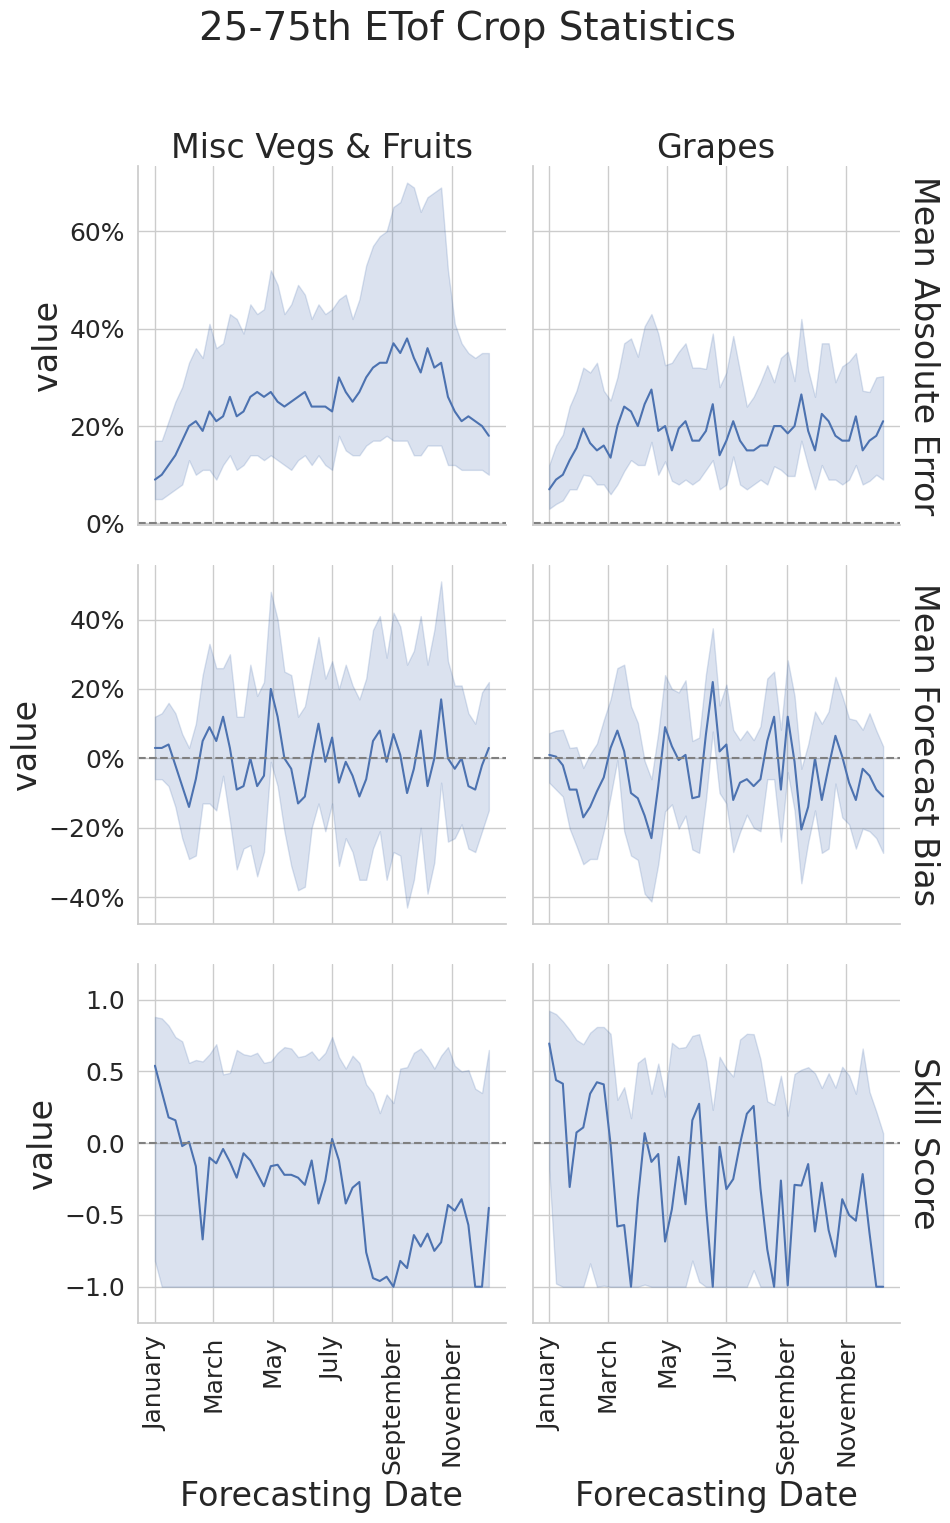 25-75th ETof Crop Statistics
Misc Vegs & Fruits
Grapes
60%
40%
20%
0%
value
Mean Absolute Error
40%
20%
0%
−20%
−40%
value
Mean Forecast Bias
1.0
0.5
0.0
−0.5
−1.0
value
Skill Score
January
March
May
July
September
November
January
March
May
July
September
November
Forecasting Date
Forecasting Date